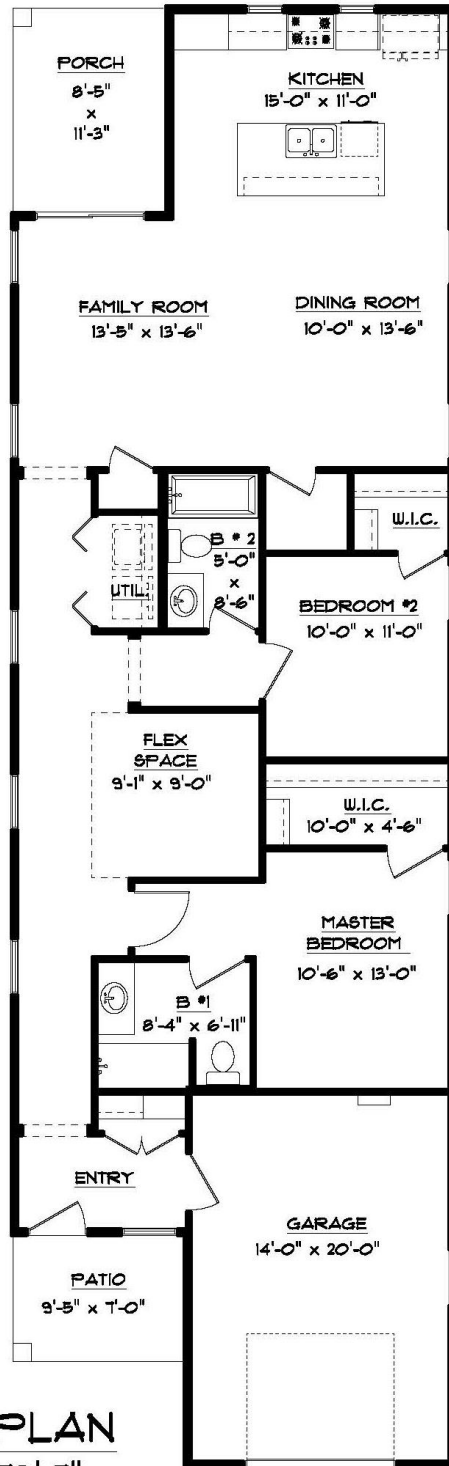 PORCH
8'-5"
x
11'-3"
KITCHEN
15'-0" x 11'-0"
FAMILY ROOM
13'-5" x 13'-6"
DINING ROOM
10'-0" x 13'-6"
W.I.C.
B # 2
5'-0"
x
8'-6"
UTIL.
BEDROOM #2
10'-0" x 11'-0"
FLEX
SPACE
9'-1" x 9'-0"
W.I.C.
10'-0" x 4'-6"
MASTER
BEDROOM
10'-6" x 13'-0"
B #1
8'-4" x 6'-11"
ENTRY
GARAGE
14'-0" x 20'-0"
PATIO
9'-5" x 7'-0"
PLAN